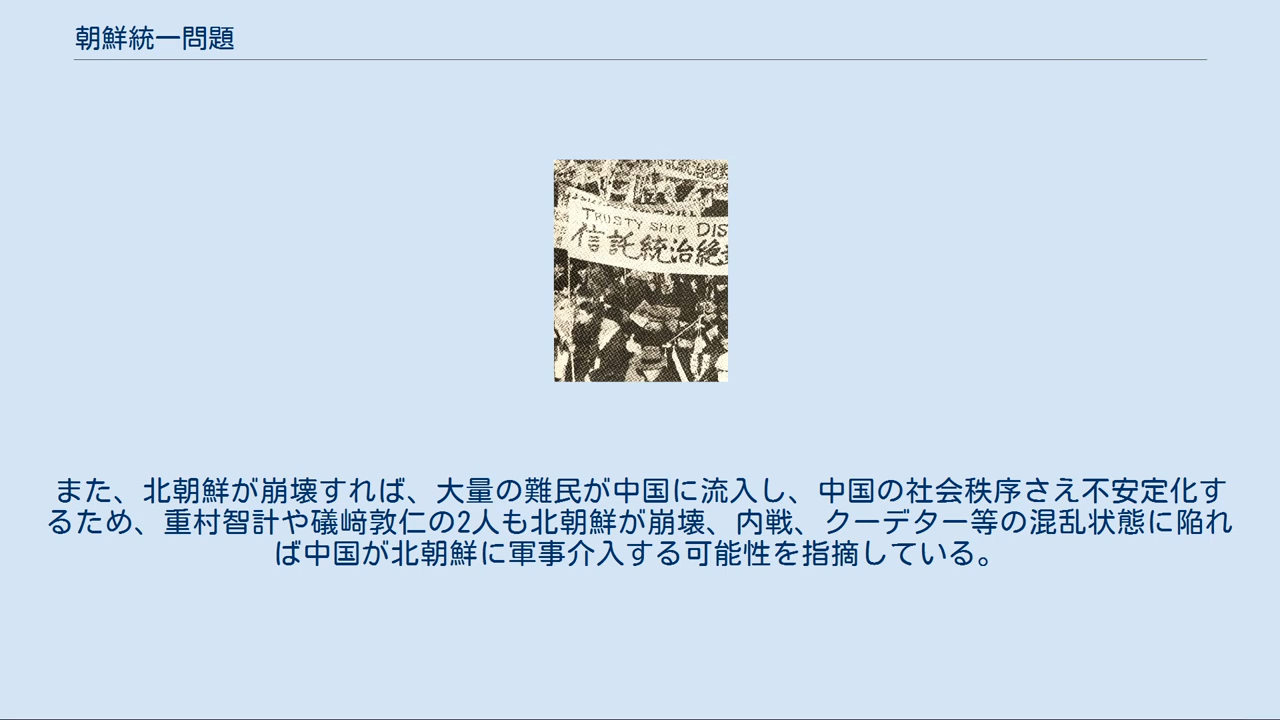 朝鮮統一問題
TRUSTY SHIP DIS
信託統治絶
また、北朝鮮が崩壊すれば、大量の難民が中国に流入し、中国の社会秩序さえ不安定化す
るため、重村智計や礒﨑敦仁の2人も北朝鮮が崩壊、内戦、クーデター等の混乱状態に陥れ
ば中国が北朝鮮に軍事介入する可能性を指摘している。